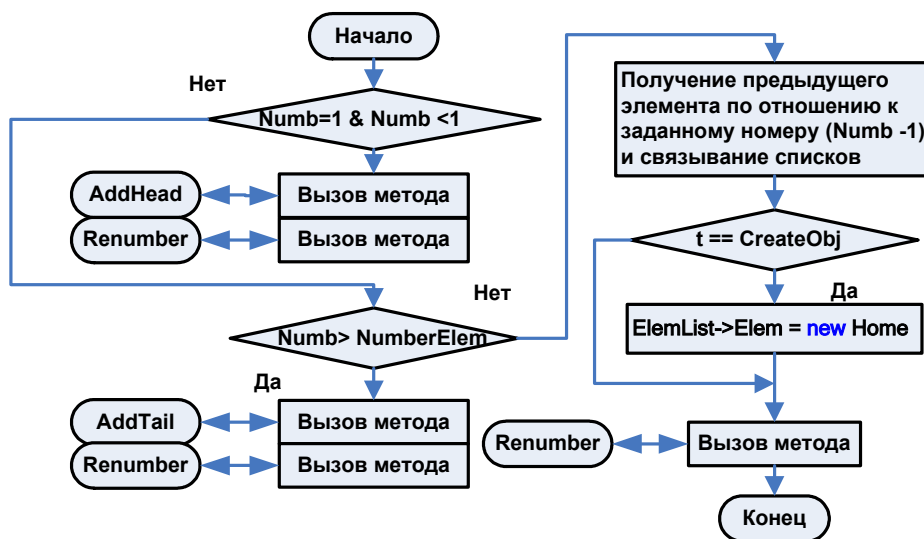 Начало
Нет
Numb=1 & Numb <1
AddHead
Вызов метода
Renumber
Вызов метода
Нет
Numb> NumberElem
Да
AddTail
Вызов метода
Renumber
Вызов метода
Получение предыдущего
элемента по отношению к
заданному номеру (Numb -1)
и связывание списков
t == CreateObj
Да
ElemList->Elem = new Home
Renumber
Вызов метода
Конец